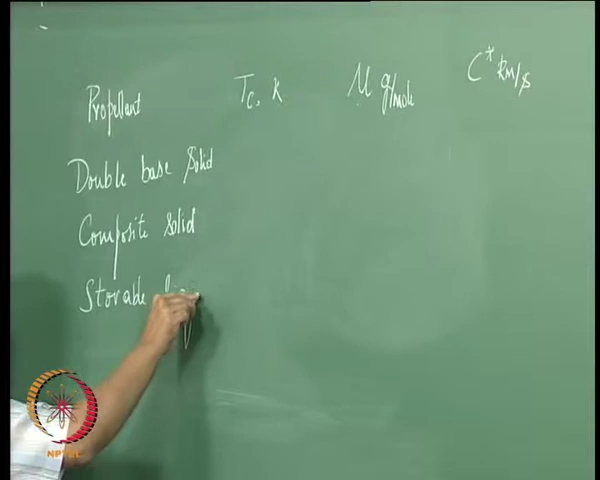 Propellant Tc, K M g/mole C* km/s
Double base solid
Composite solid
Storable
NPTEL